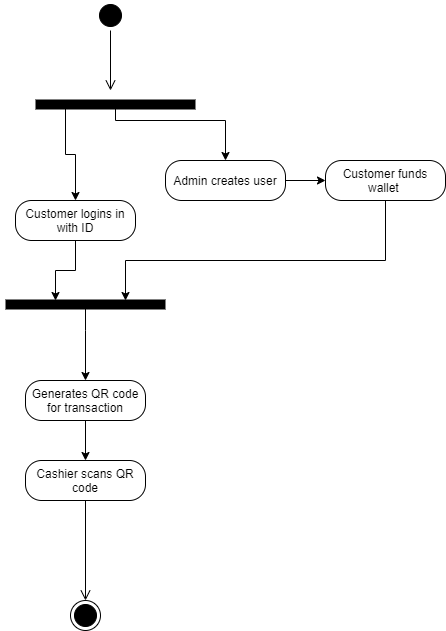 Admin creates user
Customer funds
wallet
Customer logins in
with ID
Generates QR code
for transaction
Cashier scans QR
code